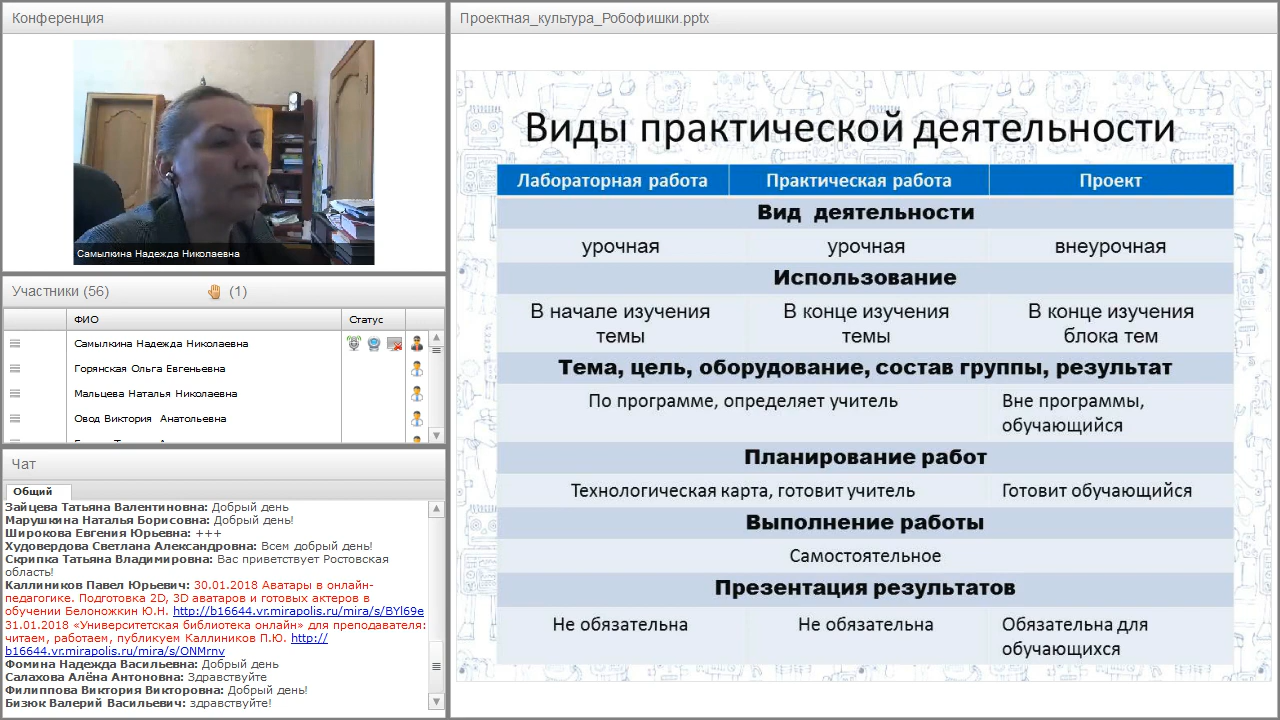 Конференция
Самылкина Надежда Николаевна
Участники (56)
(1)
ФИО
Статус
Самылкина Надежда Николаевна
Горянская Ольга Евгеньевна
Мальцева Наталья Николаевна
Овод Виктория Анатольевна
Чат
Общий
Зайцева Татьяна Валентиновна: Добрый день
Марушкина Наталья Борисовна: Добрый день!
Широкова Евгения Юрьевна: +++
Худовердова Светлана Александровна: Всем добрый день!
Скрипка Татьяна Владимировна: Вас приветствует Ростовская
область!
Каллиников Павел Юрьевич: 30.01.2018 Аватары в онлайн-
педагогике. Подготовка 2D, 3D аватаров и готовых актеров в
обучении Белоножкин Ю.Н. http://b16644.vr.mirapolis.ru/mira/s/BYl69e
31.01.2018 «Университетская библиотека онлайн» для преподавателя:
читаем, работаем, публикуем Каллиников П.Ю. http://
b16644.vr.mirapolis.ru/mira/s/ONMrnv
Фомина Надежда Васильевна: Добрый день
Салахова Алёна Антоновна: Здравствуйте
Филиппова Виктория Викторовна: Добрый день!
Бизюк Валерий Васильевич: здравствуйте!
Проектная_культура_Робофишки.pptx
Виды практической деятельности
Лабораторная работа Практическая работа Проект
Вид деятельности
урочная урочная внеурочная
Использование
В начале изучения В конце изучения В конце изучения
темы темы блока тем
Тема, цель, оборудование, состав группы, результат
По программе, определяет учитель Вне программы,
обучающийся
Планирование работ
Технологическая карта, готовит учитель Готовит обучающийся
Выполнение работы
Самостоятельное
Презентация результатов
Не обязательна Не обязательна Обязательна для
обучающихся